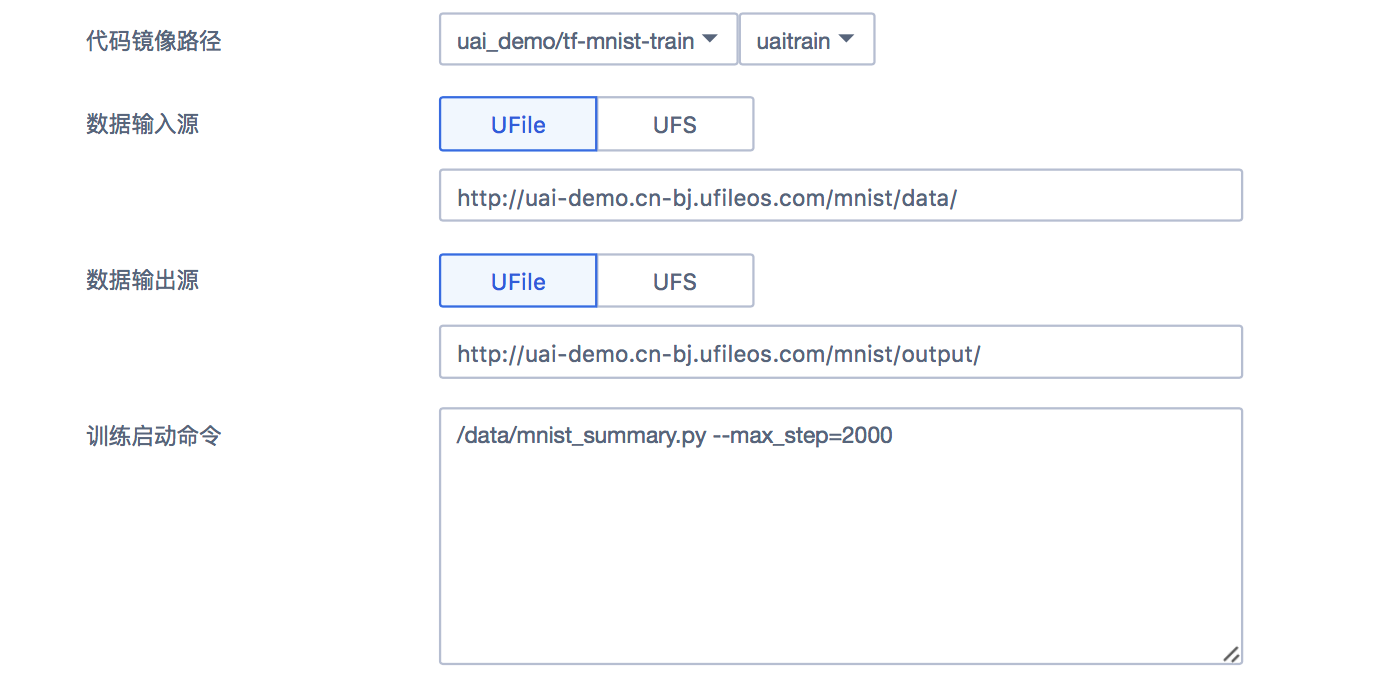 代码镜像路径 uai_demo/tf-mnist-train uaitrain
数据输入源 UFile UFS
http://uai-demo.cn-bj.ufileos.com/mnist/data/
数据输出源 UFile UFS
http://uai-demo.cn-bj.ufileos.com/mnist/output/
训练启动命令 /data/mnist_summary.py --max_step=2000